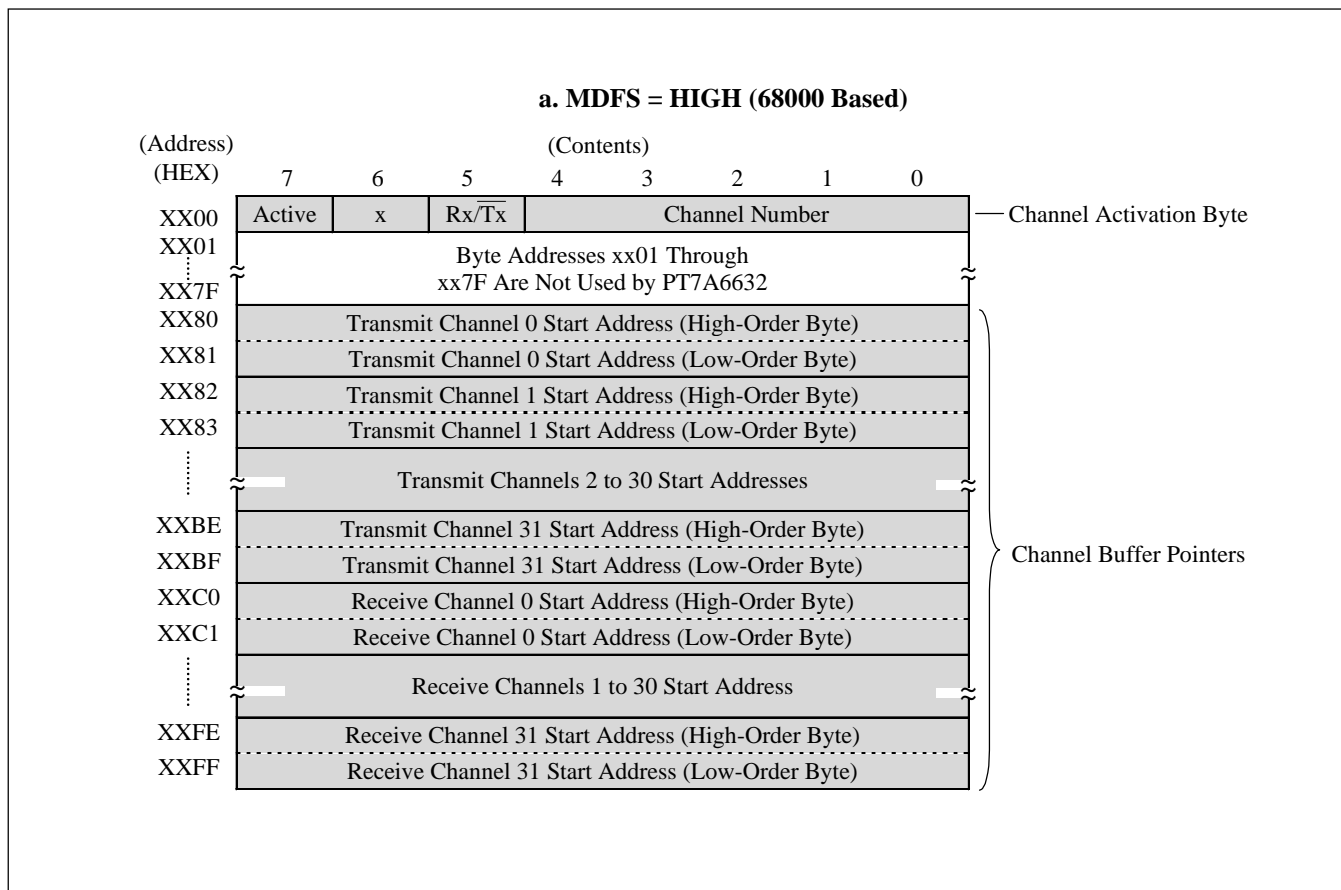 a. MDFS = HIGH (68000 Based)
(Address)
(HEX)
(Contents)
7 6 5 4 3 2 1 0
XX00 Active x Rx/T̅x̅ Channel Number Channel Activation Byte
XX01
Byte Addresses xx01 Through
xx7F Are Not Used by PT7A6632
XX7F
XX80 Transmit Channel 0 Start Address (High-Order Byte)
XX81 Transmit Channel 0 Start Address (Low-Order Byte)
XX82 Transmit Channel 1 Start Address (High-Order Byte)
XX83 Transmit Channel 1 Start Address (Low-Order Byte)
Transmit Channels 2 to 30 Start Addresses
XXBE Transmit Channel 31 Start Address (High-Order Byte)
XXBF Transmit Channel 31 Start Address (Low-Order Byte)
Channel Buffer Pointers
XXC0 Receive Channel 0 Start Address (High-Order Byte)
XXC1 Receive Channel 0 Start Address (Low-Order Byte)
Receive Channels 1 to 30 Start Address
XXFE Receive Channel 31 Start Address (High-Order Byte)
XXFF Receive Channel 31 Start Address (Low-Order Byte)